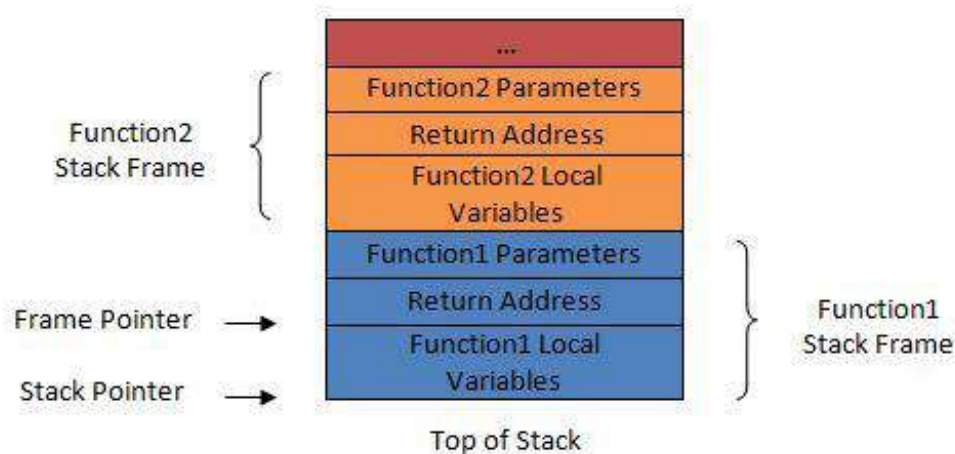 ...
Function2 Parameters
Function2
Stack Frame
Return Address
Function2 Local
Variables
Function1 Parameters
Return Address
Function1
Stack Frame
Frame Pointer
Function1 Local
Variables
Stack Pointer
Top of Stack